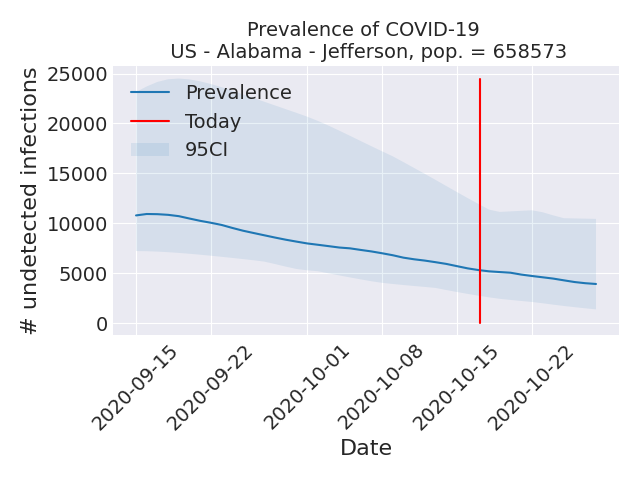 Prevalence of COVID-19
US - Alabama - Jefferson, pop. = 658573
# undetected infections
25000
20000
15000
10000
5000
0
Prevalence
Today
95CI
2020-09-15
2020-09-22
2020-10-01
2020-10-08
2020-10-15
2020-10-22
Date